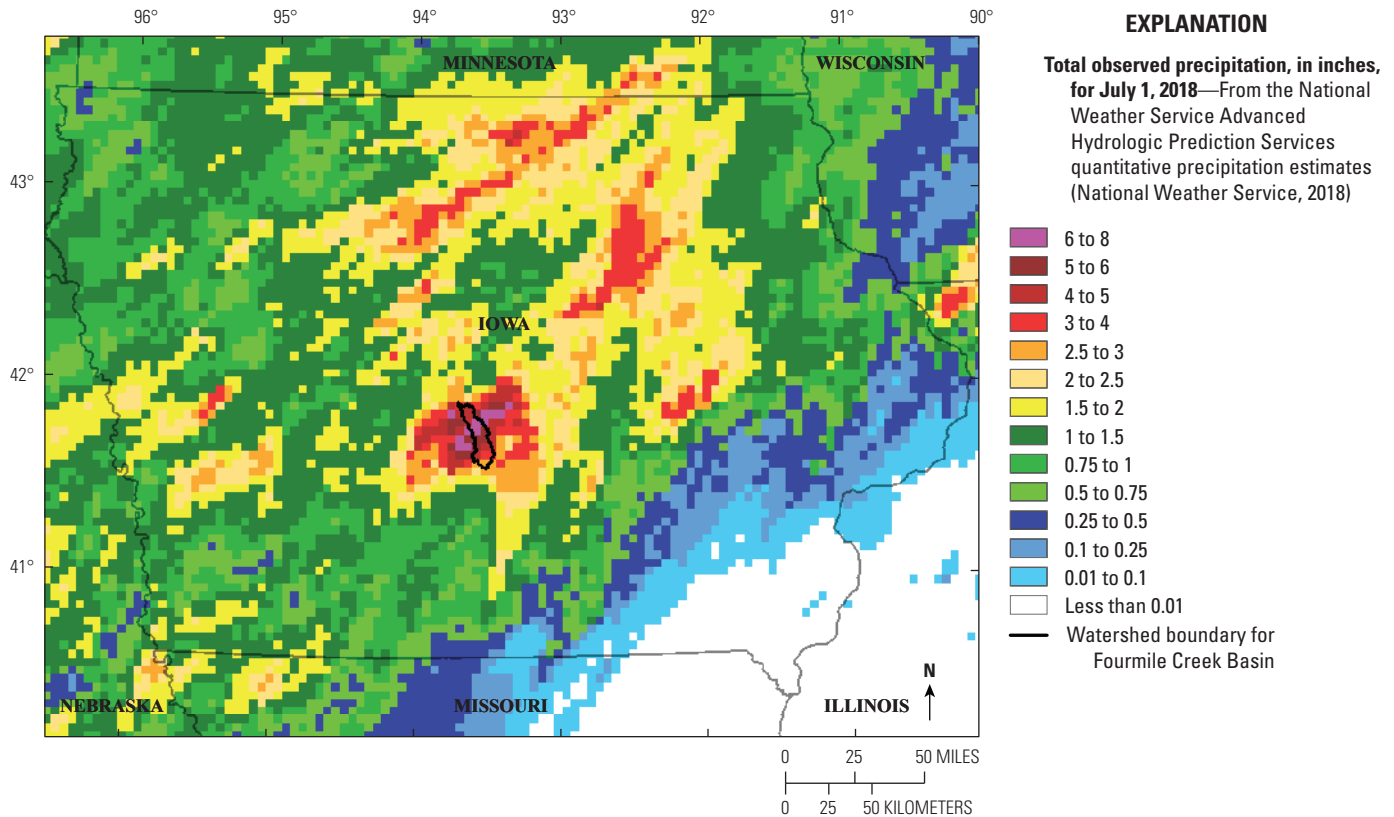 96° 95° 94° 93° 92° 91° 90°
MINNESOTA WISCONSIN
43°
IOWA
42°
41°
NEBRASKA MISSOURI ILLINOIS
N
0 25 50 MILES
0 25 50 KILOMETERS
EXPLANATION
Total observed precipitation, in inches,
for July 1, 2018—From the National
Weather Service Advanced
Hydrologic Prediction Services
quantitative precipitation estimates
(National Weather Service, 2018)
6 to 8
5 to 6
4 to 5
3 to 4
2.5 to 3
2 to 2.5
1.5 to 2
1 to 1.5
0.75 to 1
0.5 to 0.75
0.25 to 0.5
0.1 to 0.25
0.01 to 0.1
Less than 0.01
Watershed boundary for
Fourmile Creek Basin